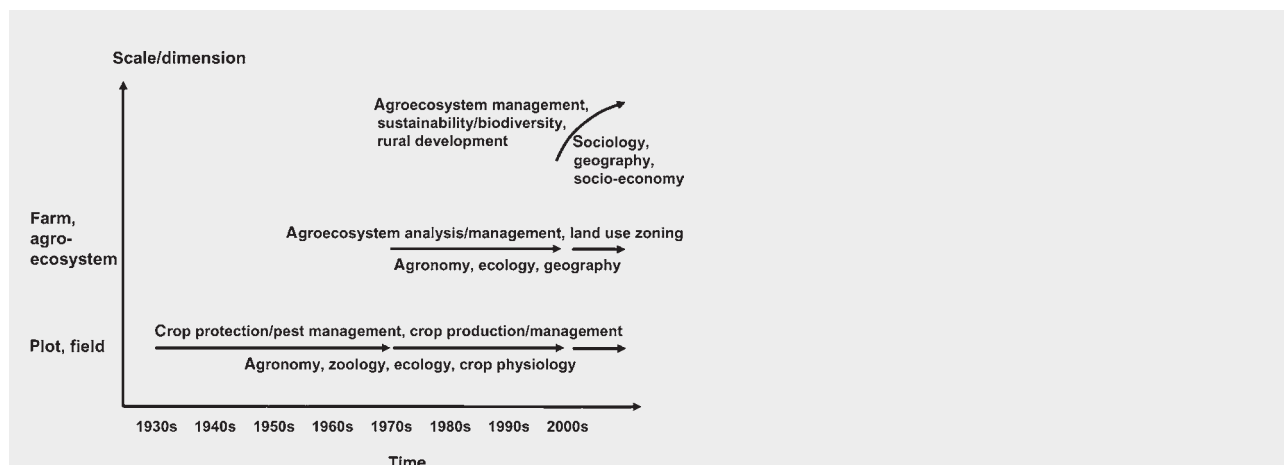 Scale/dimension
Agroecosystem management,
sustainability/biodiversity,
rural development
Sociology,
geography,
socio-economy
Farm,
agro-
ecosystem
Agroecosystem analysis/management, land use zoning
Agronomy, ecology, geography
Crop protection/pest management, crop production/management
Plot, field
Agronomy, zoology, ecology, crop physiology
1930s 1940s 1950s 1960s 1970s 1980s 1990s 2000s
Time